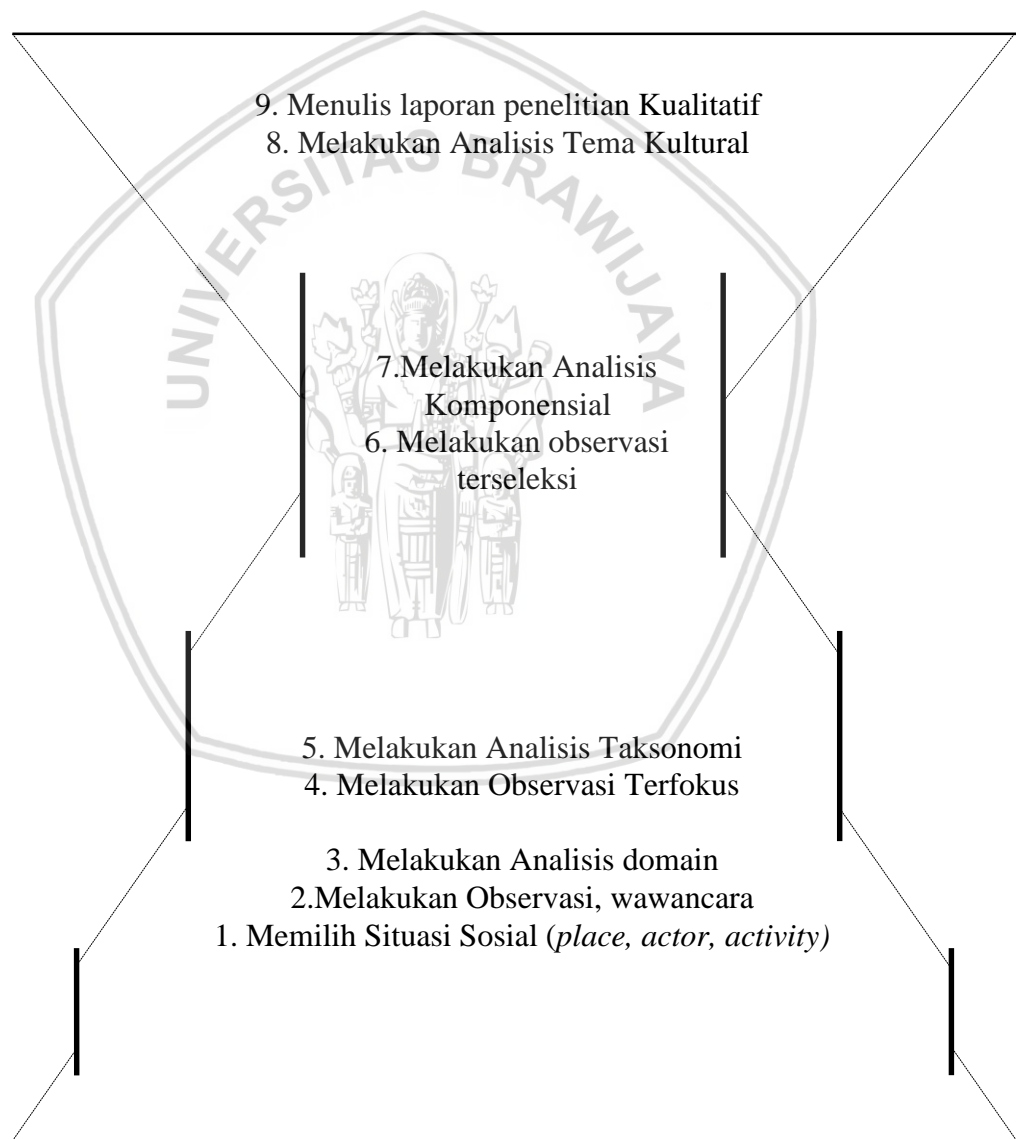 9. Menulis laporan penelitian Kualitatif
8. Melakukan Analisis Tema Kultural
UNIVERSITAS BRAWIJAYA
7.Melakukan Analisis
Komponensial
6. Melakukan observasi
terseleksi
5. Melakukan Analisis Taksonomi
4. Melakukan Observasi Terfokus
3. Melakukan Analisis domain
2.Melakukan Observasi, wawancara
1. Memilih Situasi Sosial (place, actor, activity)